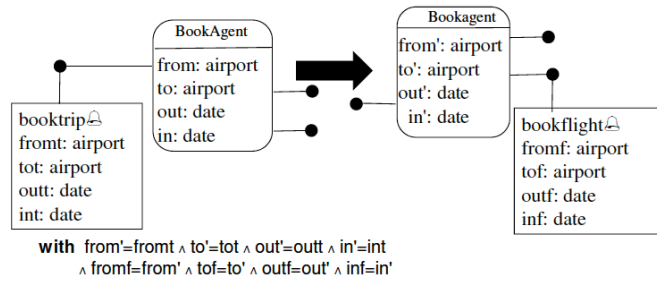 BookAgent
from: airport
to: airport
out: date
in: date
booktrip
fromt: airport
tot: airport
outt: date
int: date
Bookagent
from': airport
to': airport
out': date
in': date
bookflight
fromf: airport
tof: airport
outf: date
inf: date
with from'=fromt ∧ to'=tot ∧ out'=outt ∧ in'=int
∧ fromf=from' ∧ tof=to' ∧ outf=out' ∧ inf=in'